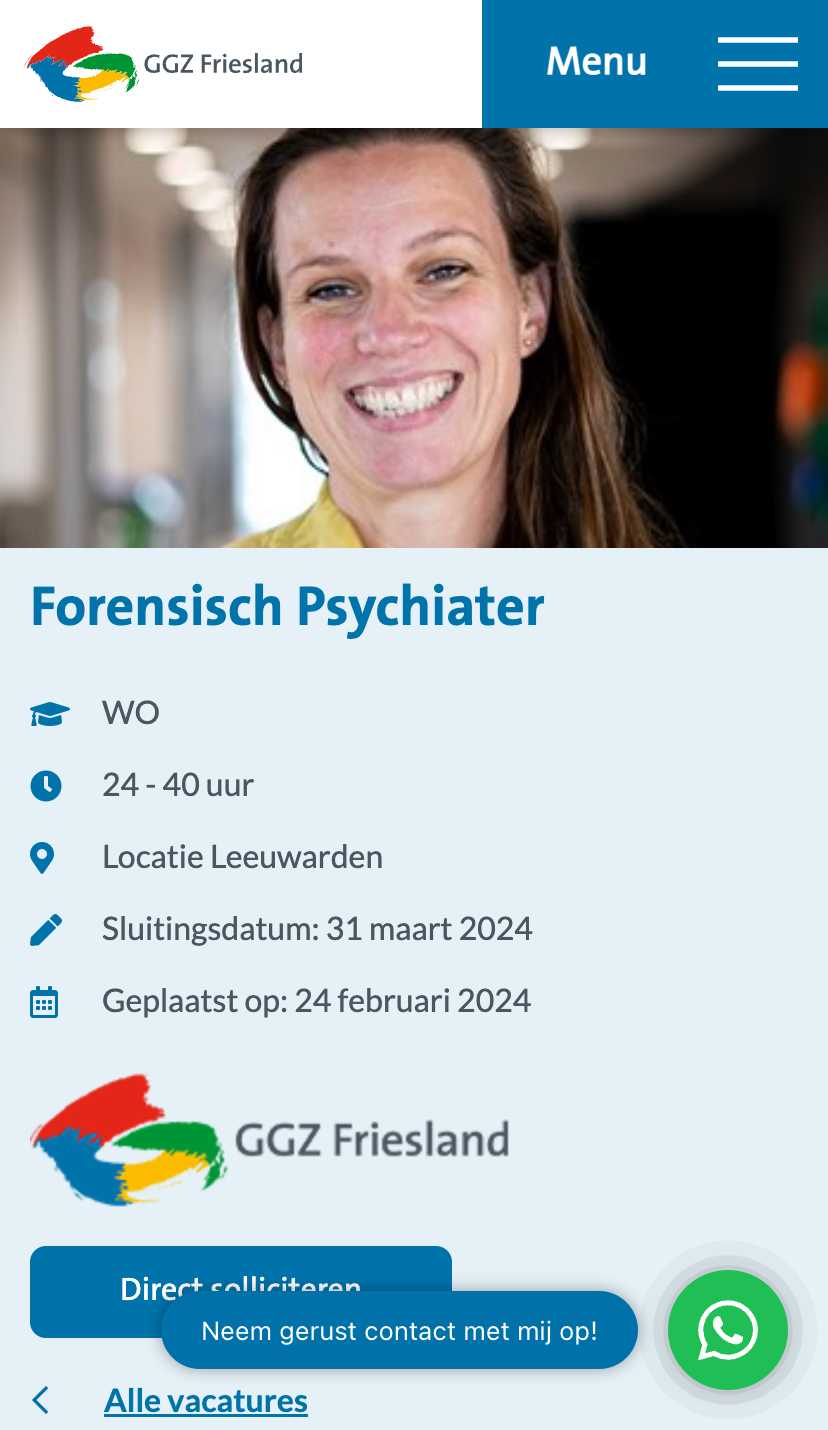 GGZ Friesland
Menu
Forensisch Psychiater
WO
24 - 40 uur
Locatie Leeuwarden
Sluitingsdatum: 31 maart 2024
Geplaatst op: 24 februari 2024
GGZ Friesland
Direct solliciteren
Neem gerust contact met mij op!
Alle vacatures